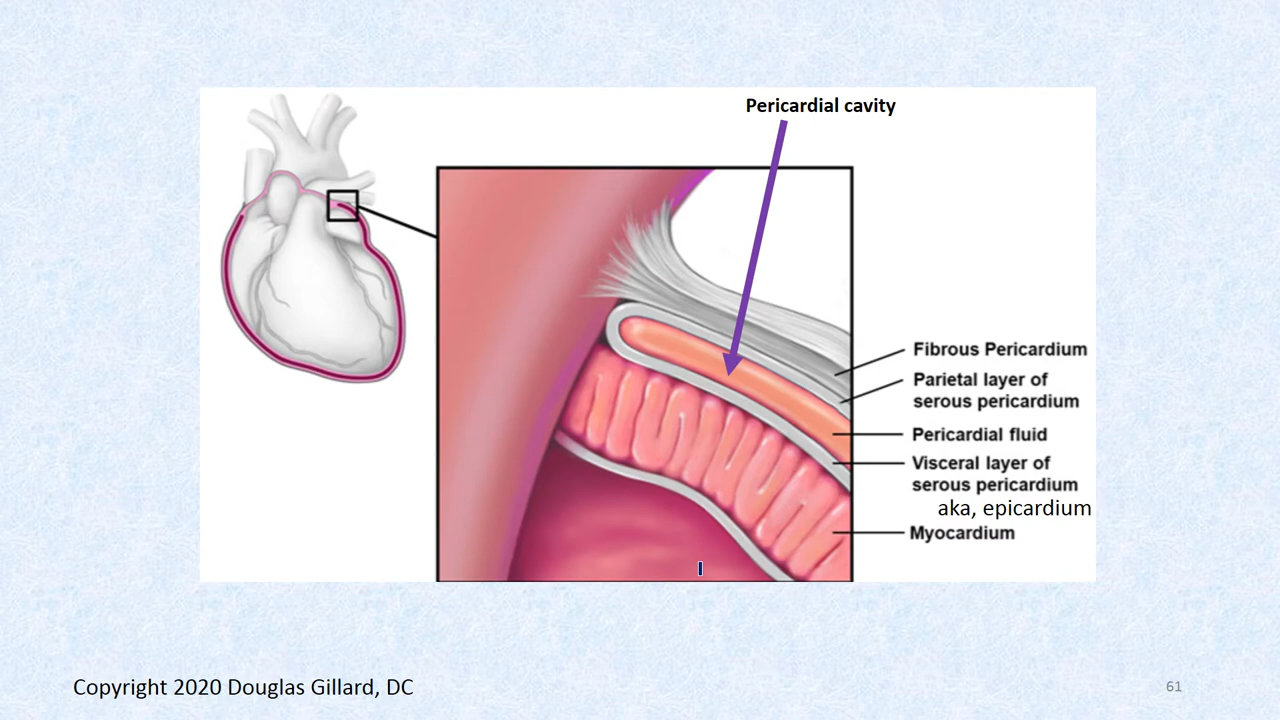 Pericardial cavity
Fibrous Pericardium
Parietal layer of
serous pericardium
Pericardial fluid
Visceral layer of
serous pericardium
aka, epicardium
Myocardium
Copyright 2020 Douglas Gillard, DC
61